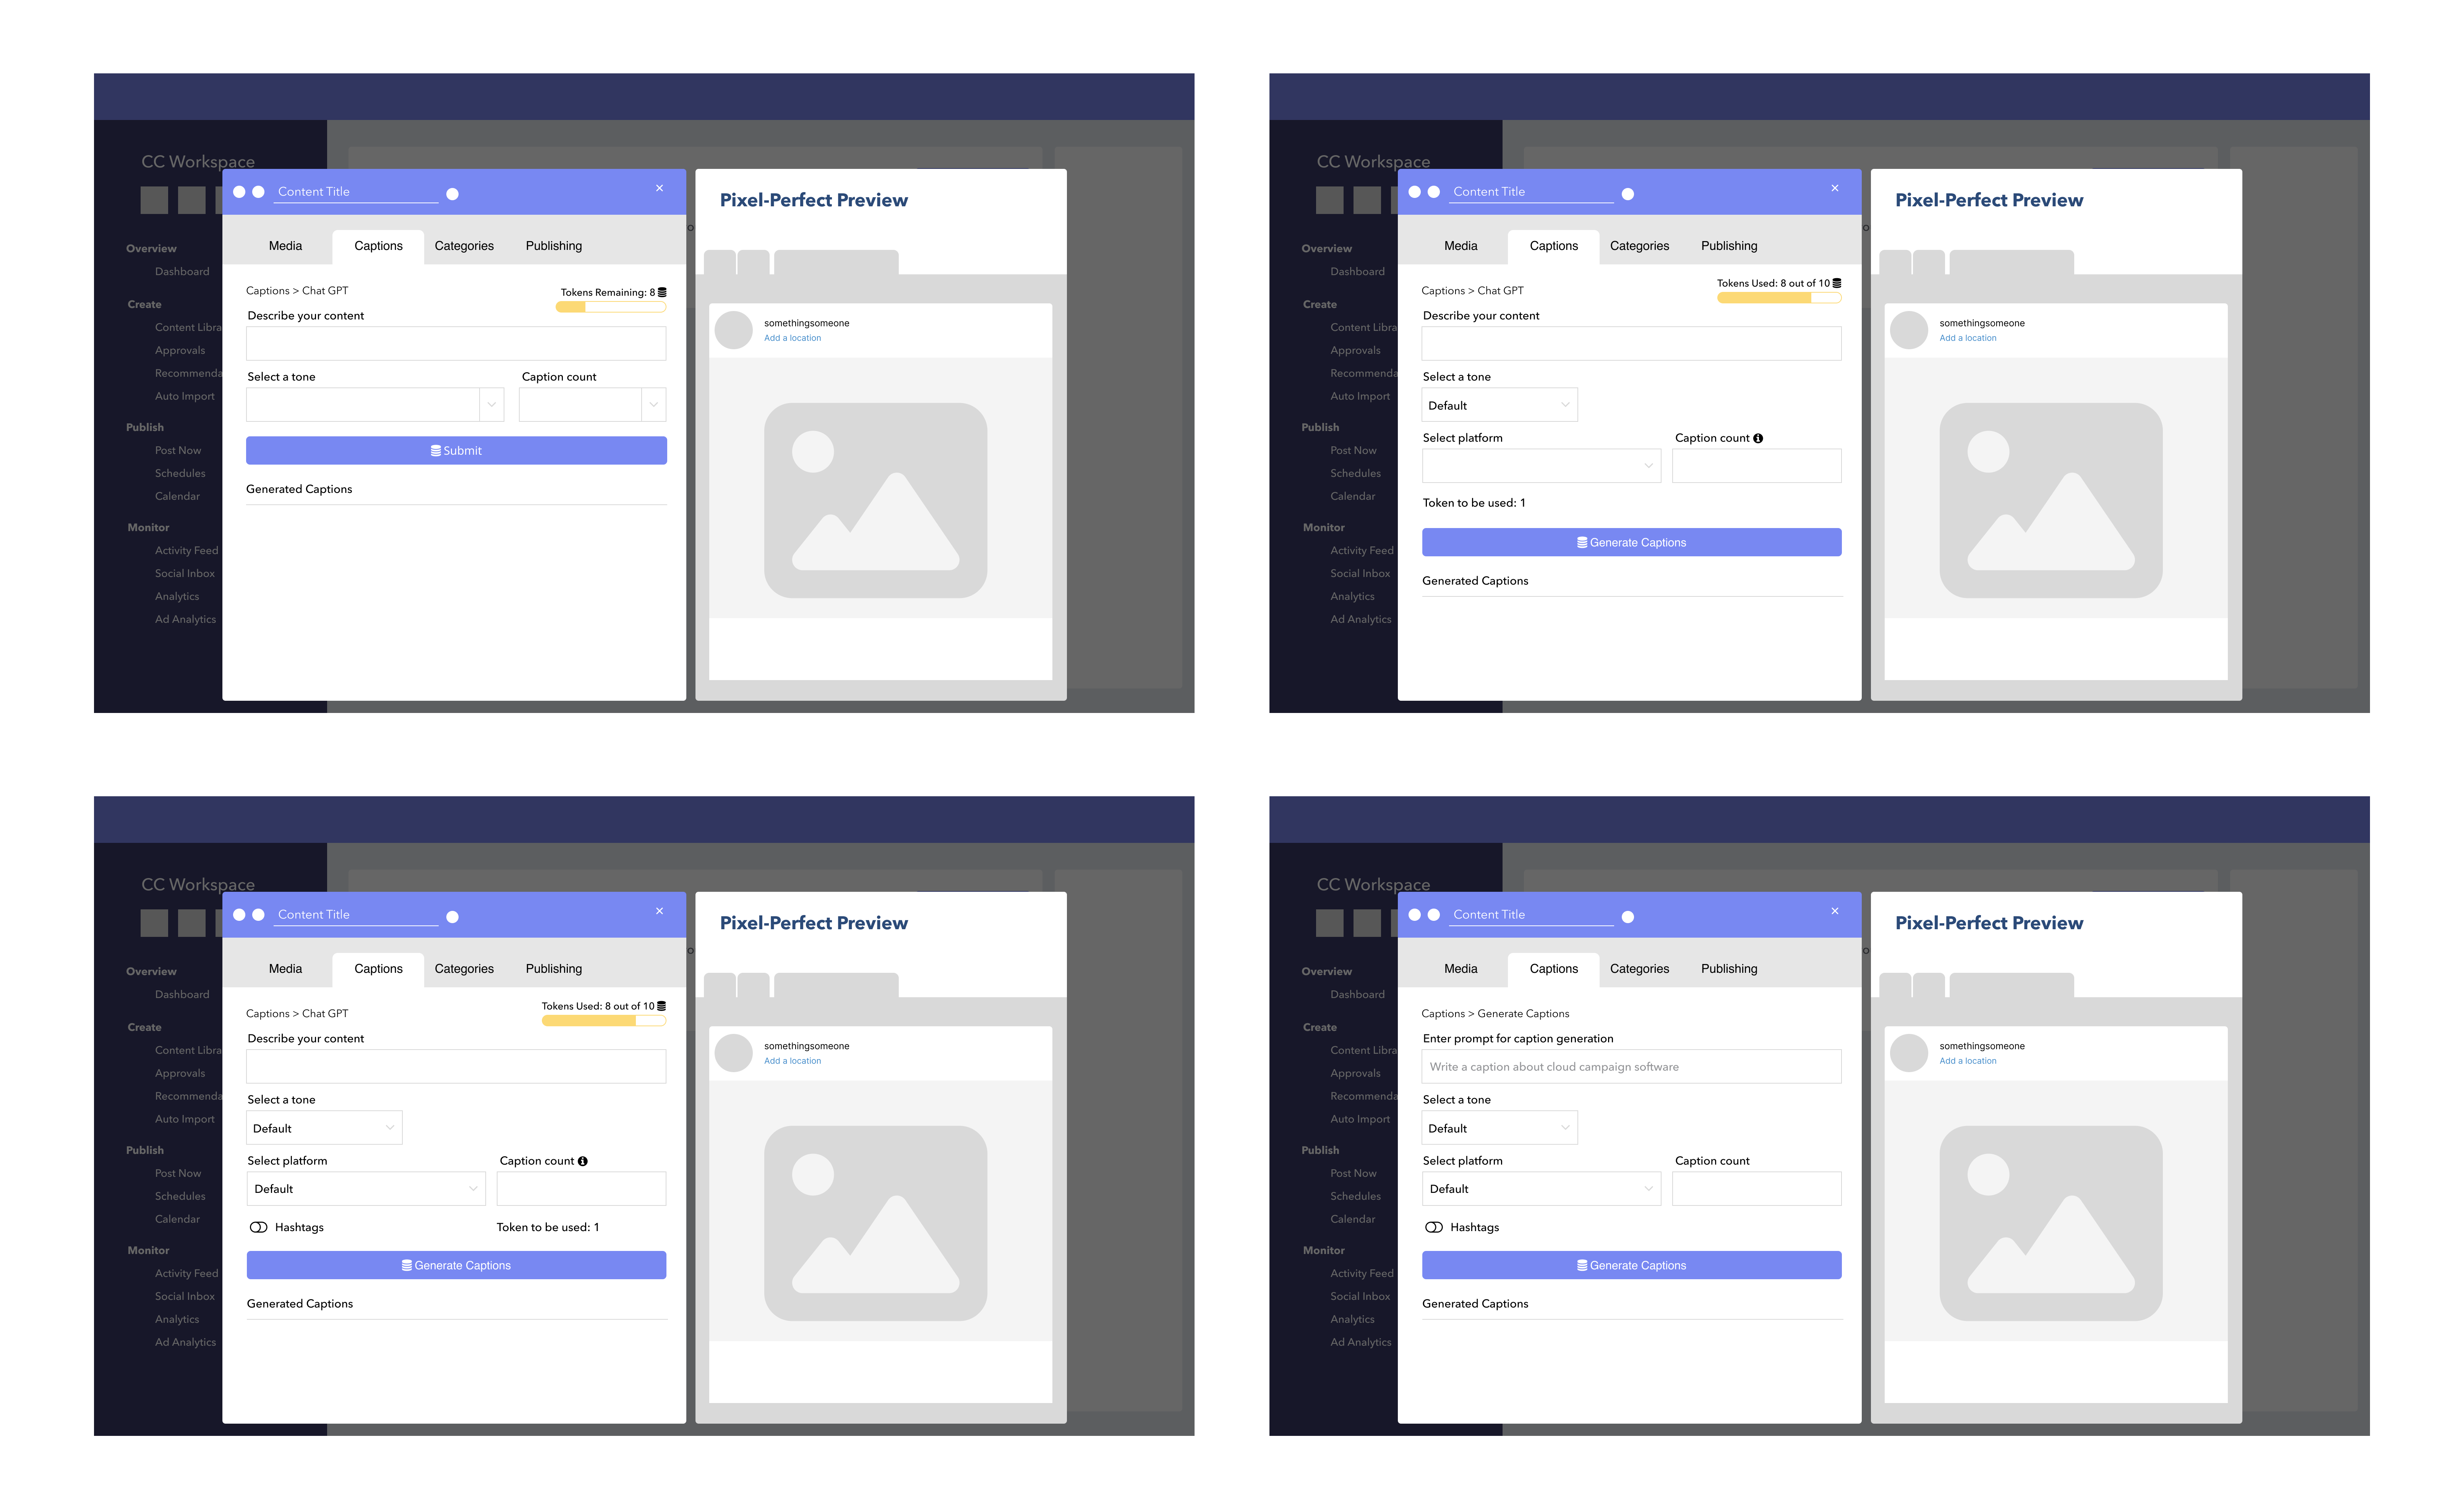 CC Workspace
Overview
Dashboard
Create
Content Libra
Approvals
Recommenda
Auto Import
Publish
Post Now
Schedules
Calendar
Monitor
Activity Feed
Social Inbox
Analytics
Ad Analytics
Content Title
×
Media Captions Categories Publishing
Captions > Chat GPT
Tokens Remaining: 8
Describe your content
Select a tone
Caption count
Submit
Generated Captions
o
Pixel-Perfect Preview
somethingsomeone
Add a location
CC Workspace
Overview
Dashboard
Create
Content Libra
Approvals
Recommenda
Auto Import
Publish
Post Now
Schedules
Calendar
Monitor
Activity Feed
Social Inbox
Analytics
Ad Analytics
Content Title
×
Media Captions Categories Publishing
Captions > Chat GPT
Tokens Used: 8 out of 10
Describe your content
Select a tone
Default
Select platform
Caption count
Token to be used: 1
Generate Captions
Generated Captions
o
Pixel-Perfect Preview
somethingsomeone
Add a location
CC Workspace
Overview
Dashboard
Create
Content Libra
Approvals
Recommenda
Auto Import
Publish
Post Now
Schedules
Calendar
Monitor
Activity Feed
Social Inbox
Analytics
Ad Analytics
Content Title
×
Media Captions Categories Publishing
Captions > Chat GPT
Tokens Used: 8 out of 10
Describe your content
Select a tone
Default
Select platform
Caption count
Default
Hashtags
Token to be used: 1
Generate Captions
Generated Captions
o
Pixel-Perfect Preview
somethingsomeone
Add a location
CC Workspace
Overview
Dashboard
Create
Content Libra
Approvals
Recommenda
Auto Import
Publish
Post Now
Schedules
Calendar
Monitor
Activity Feed
Social Inbox
Analytics
Ad Analytics
Content Title
×
Media Captions Categories Publishing
Captions > Generate Captions
Enter prompt for caption generation
Write a caption about cloud campaign software
Select a tone
Default
Select platform
Caption count
Default
Hashtags
Generate Captions
Generated Captions
o
Pixel-Perfect Preview
somethingsomeone
Add a location